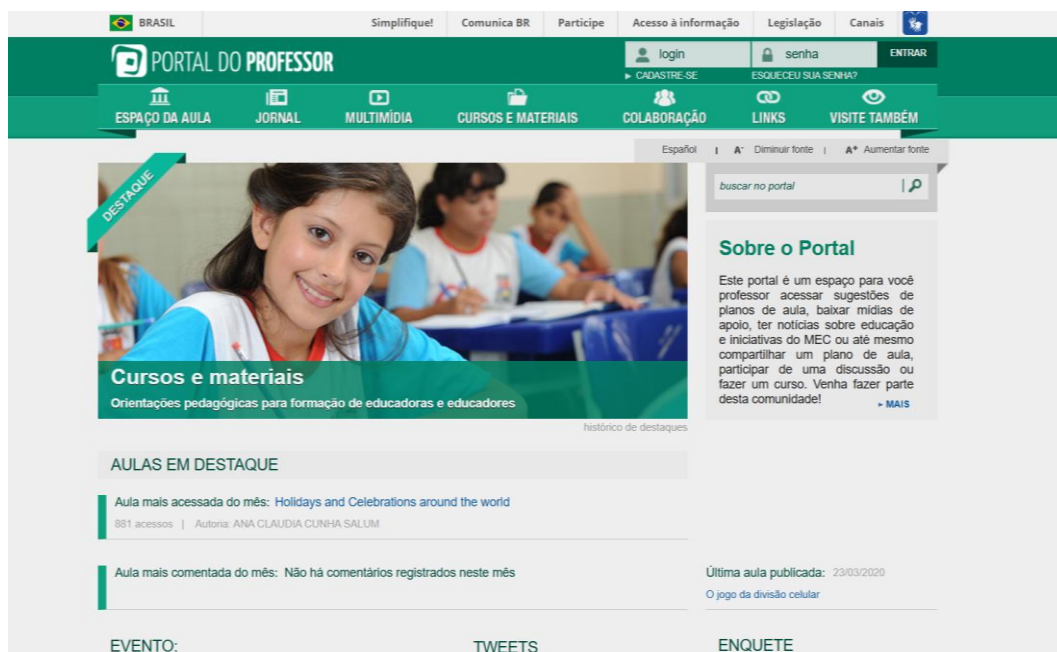 BRASIL Simplifique! Comunica BR Participe Acesso à informação Legislação Canais
PORTAL DO PROFESSOR
login senha ENTRAR
► CADASTRE-SE ESQUECEU SUA SENHA?
ESPAÇO DA AULA JORNAL MULTIMÍDIA CURSOS E MATERIAIS COLABORAÇÃO LINKS VISITE TAMBÉM
Español | A- Diminuir fonte | A+ Aumentar fonte
DESTAQUE
Cursos e materiais
Orientações pedagógicas para formação de educadoras e educadores
histórico de destaques
buscar no portal
Sobre o Portal
Este portal é um espaço para você
professor acessar sugestões de
planos de aula, baixar mídias de
apoio, ter notícias sobre educação
e iniciativas do MEC ou até mesmo
compartilhar um plano de aula,
participar de uma discussão ou
fazer um curso. Venha fazer parte
desta comunidade! ► MAIS
AULAS EM DESTAQUE
Aula mais acessada do mês: Holidays and Celebrations around the world
881 acessos | Autoria: ANA CLAUDIA CUNHA SALUM
Aula mais comentada do mês: Não há comentários registrados neste mês
Última aula publicada: 23/03/2020
O jogo da divisão celular
EVENTO: TWEETS ENQUETE